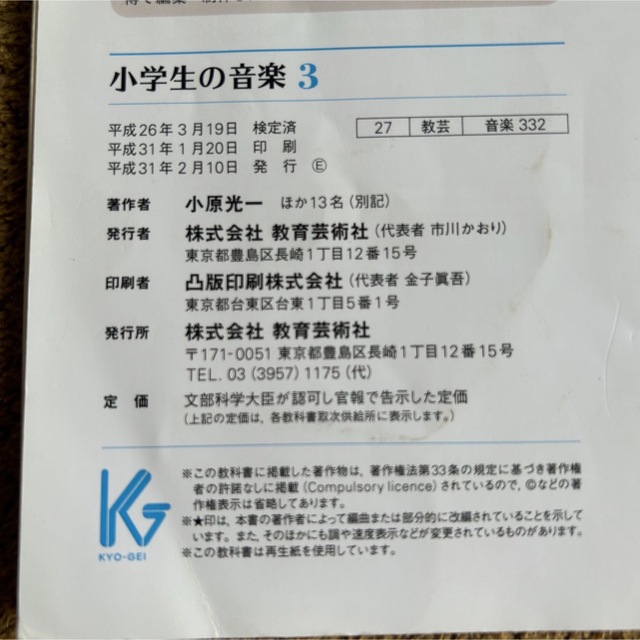 小学生の音楽 3
平成26年3月19日 検定済 27 教芸 音楽 332
平成31年1月20日 印 刷
平成31年2月10日 発 行 Ⓔ
著作者 小原光一 ほか13名(別記)
発行者 株式会社 教育芸術社(代表者 市川かおり)
東京都豊島区長崎1丁目12番15号
印刷者 凸版印刷株式会社(代表者 金子眞吾)
東京都台東区台東1丁目5番1号
発行所 株式会社 教育芸術社
〒171-0051 東京都豊島区長崎1丁目12番15号
TEL. 03(3957)1175(代)
定 価 文部科学大臣が認可し官報で告示した定価
(上記の定価は, 各教科書取次供給所に表示します。)
※この教科書に掲載した著作物は, 著作権法第33条の規定に基づき著作権
者の許諾なしに掲載(Compulsory licence)されているので, ©などの著
作権表示は省略してあります。
※★印は, 本書の著作者によって編曲または部分的に改編されていることを示して
います。また, そのほかにも調や速度表示などが変更されているものがあります。
※この教科書は再生紙を使用しています。
KG
KYO-GEI